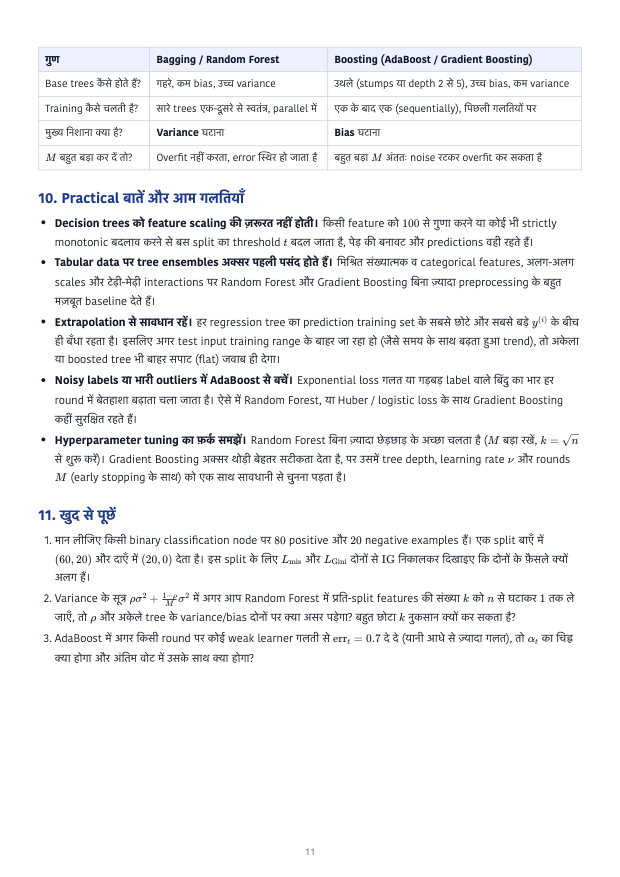 गुण Bagging / Random Forest Boosting (AdaBoost / Gradient Boosting)
Base trees कैसे होते हैं? गहरे, कम bias, उच्च variance उथले (stumps या depth 2 से 5), उच्च bias, कम variance
Training कैसे चलती है? सारे trees एक-दूसरे से स्वतंत्र, parallel में एक के बाद एक (sequentially), पिछली गलतियों पर
मुख्य निशाना क्या है? Variance घटाना Bias घटाना
M बहुत बड़ा कर दें तो? Overfit नहीं करता, error स्थिर हो जाता है बहुत बड़ा M अंततः noise रटकर overfit कर सकता है
10. Practical बातें और आम गलतियाँ
• Decision trees को feature scaling की ज़रूरत नहीं होती। किसी feature को 100 से गुणा करने या कोई भी strictly
monotonic बदलाव करने से बस split का threshold t बदल जाता है, पेड़ की बनावट और predictions वही रहते हैं।
• Tabular data पर tree ensembles अक्सर पहली पसंद होते हैं। मिश्रित संख्यात्मक व categorical features, अलग-अलग
scales और टेढ़ी-मेढ़ी interactions पर Random Forest और Gradient Boosting बिना ज़्यादा preprocessing के बहुत
मज़बूत baseline देते हैं।
• Extrapolation से सावधान रहें। हर regression tree का prediction training set के सबसे छोटे और सबसे बड़े y^{(i)} के बीच
ही बँधा रहता है। इसलिए अगर test input training range के बाहर जा रहा हो (जैसे समय के साथ बढ़ता हुआ trend), तो अकेला
या boosted tree भी बाहर सपाट (flat) जवाब ही देगा।
• Noisy labels या भारी outliers में AdaBoost से बचें। Exponential loss गलत या गड़बड़ label वाले बिंदु का भार हर
round में बेतहाशा बढ़ाता चला जाता है। ऐसे में Random Forest, या Huber / logistic loss के साथ Gradient Boosting
कहीं सुरक्षित रहते हैं।
• Hyperparameter tuning का फ़र्क समझें। Random Forest बिना ज़्यादा छेड़छाड़ के अच्छा चलता है (M बड़ा रखें, k = √n
से शुरू करें)। Gradient Boosting अक्सर थोड़ी बेहतर सटीकता देता है, पर उसमें tree depth, learning rate ν और rounds
M (early stopping के साथ) को एक साथ सावधानी से चुनना पड़ता है।
11. खुद से पूछें
1. मान लीजिए किसी binary classification node पर 80 positive और 20 negative examples हैं। एक split बाएँ में
(60, 20) और दाएँ में (20, 0) देता है। इस split के लिए L_{mis} और L_{Gini} दोनों से IG निकालकर दिखाइए कि दोनों के फ़ैसले क्यों
अलग हैं।
2. Variance के सूत्र ρσ² + \frac{1-ρ}{M}σ² में अगर आप Random Forest में प्रति-split features की संख्या k को n से घटाकर 1 तक ले
जाएँ, तो ρ और अकेले tree के variance/bias दोनों पर क्या असर पड़ेगा? बहुत छोटा k नुकसान क्यों कर सकता है?
3. AdaBoost में अगर किसी round पर कोई weak learner गलती से err_t = 0.7 दे दे (यानी आधे से ज़्यादा गलत), तो α_t का चिह्न
क्या होगा और अंतिम वोट में उसके साथ क्या होगा?
11